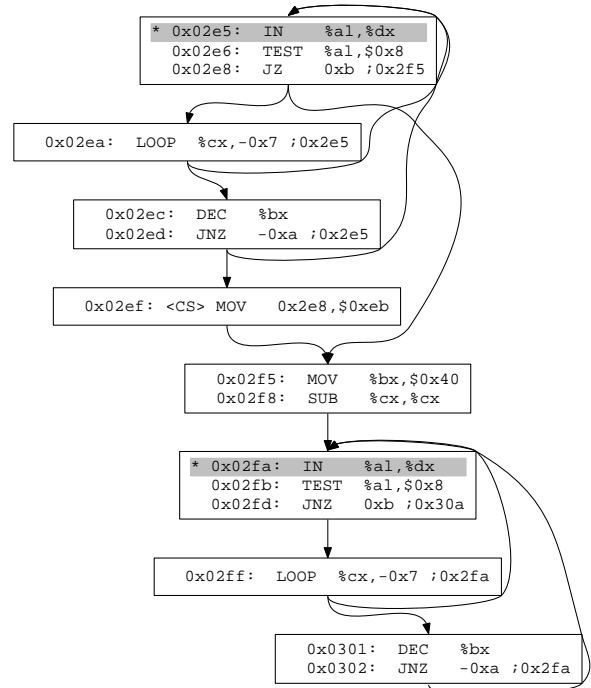 * 0x02e5: IN %al,%dx
0x02e6: TEST %al,$0x8
0x02e8: JZ 0xb ;0x2f5
0x02ea: LOOP %cx,-0x7 ;0x2e5
0x02ec: DEC %bx
0x02ed: JNZ -0xa ;0x2e5
0x02ef: <CS> MOV 0x2e8,$0xeb
0x02f5: MOV %bx,$0x40
0x02f8: SUB %cx,%cx
* 0x02fa: IN %al,%dx
0x02fb: TEST %al,$0x8
0x02fd: JNZ 0xb ;0x30a
0x02ff: LOOP %cx,-0x7 ;0x2fa
0x0301: DEC %bx
0x0302: JNZ -0xa ;0x2fa